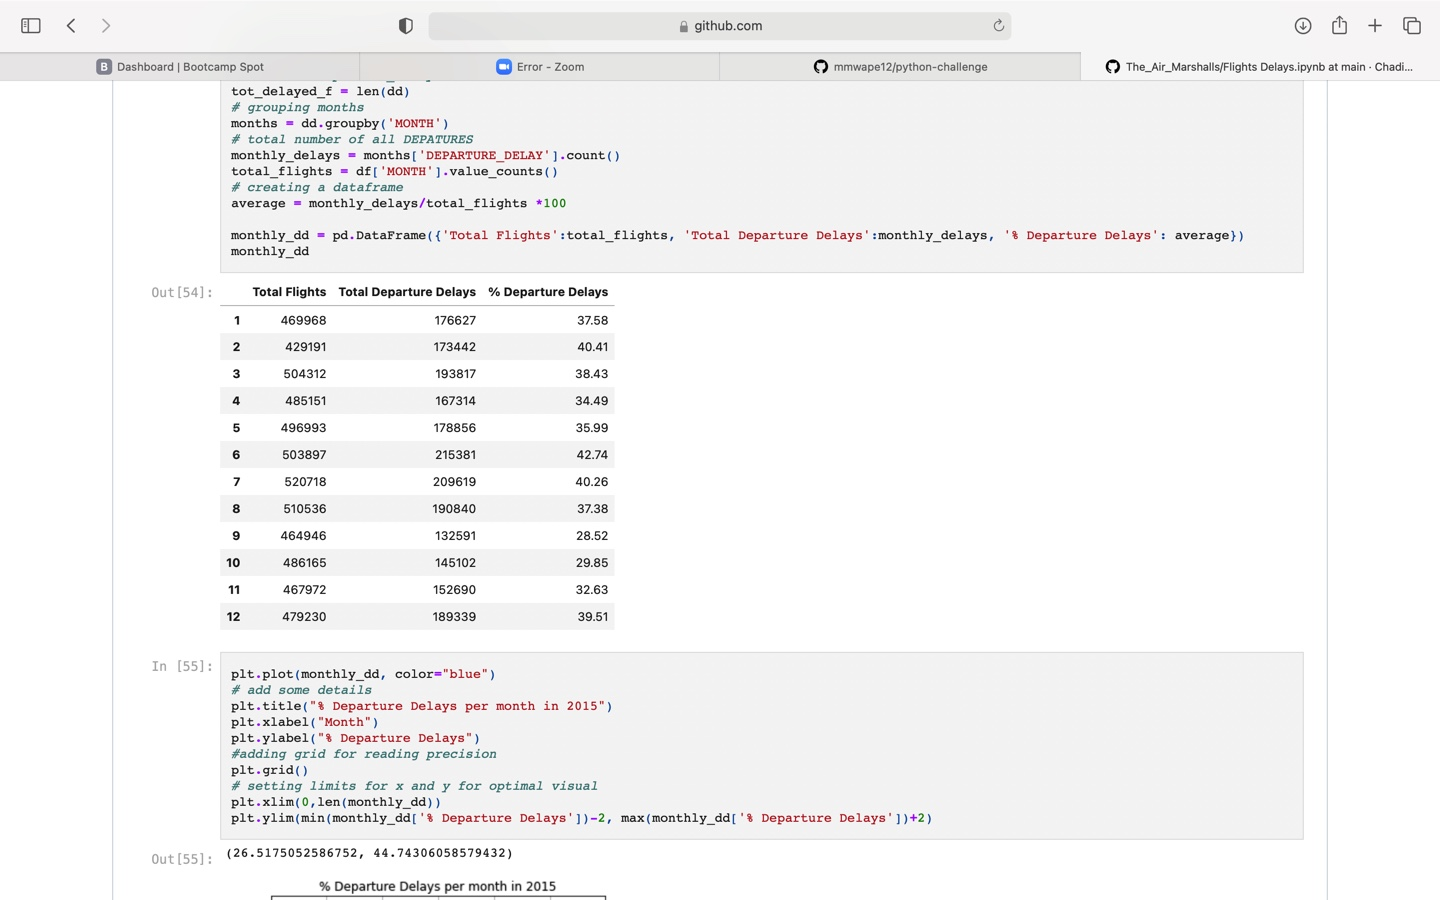 github.com
Dashboard | Bootcamp Spot
Error - Zoom
mmwape12/python-challenge
The_Air_Marshalls/Flights Delays.ipynb at main · Chadi...
tot_delayed_f = len(dd)
# grouping months
months = dd.groupby('MONTH')
# total number of all DEPATURES
monthly_delays = months['DEPARTURE_DELAY'].count()
total_flights = df['MONTH'].value_counts()
# creating a dataframe
average = monthly_delays/total_flights *100
monthly_dd = pd.DataFrame({'Total Flights':total_flights, 'Total Departure Delays':monthly_delays, '% Departure Delays': average})
monthly_dd
Out[54]:
Total Flights Total Departure Delays % Departure Delays
1 469968 176627 37.58
2 429191 173442 40.41
3 504312 193817 38.43
4 485151 167314 34.49
5 496993 178856 35.99
6 503897 215381 42.74
7 520718 209619 40.26
8 510536 190840 37.38
9 464946 132591 28.52
10 486165 145102 29.85
11 467972 152690 32.63
12 479230 189339 39.51
In [55]:
plt.plot(monthly_dd, color="blue")
# add some details
plt.title("% Departure Delays per month in 2015")
plt.xlabel("Month")
plt.ylabel("% Departure Delays")
#adding grid for reading precision
plt.grid()
# setting limits for x and y for optimal visual
plt.xlim(0,len(monthly_dd))
plt.ylim(min(monthly_dd['% Departure Delays'])-2, max(monthly_dd['% Departure Delays'])+2)
Out[55]:
(26.5175052586752, 44.74306058579432)
% Departure Delays per month in 2015